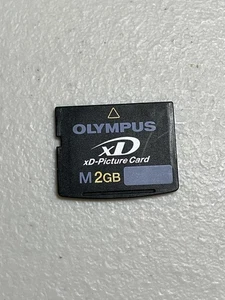 OLYMPUS
xD
xD-Picture Card
M 2GB